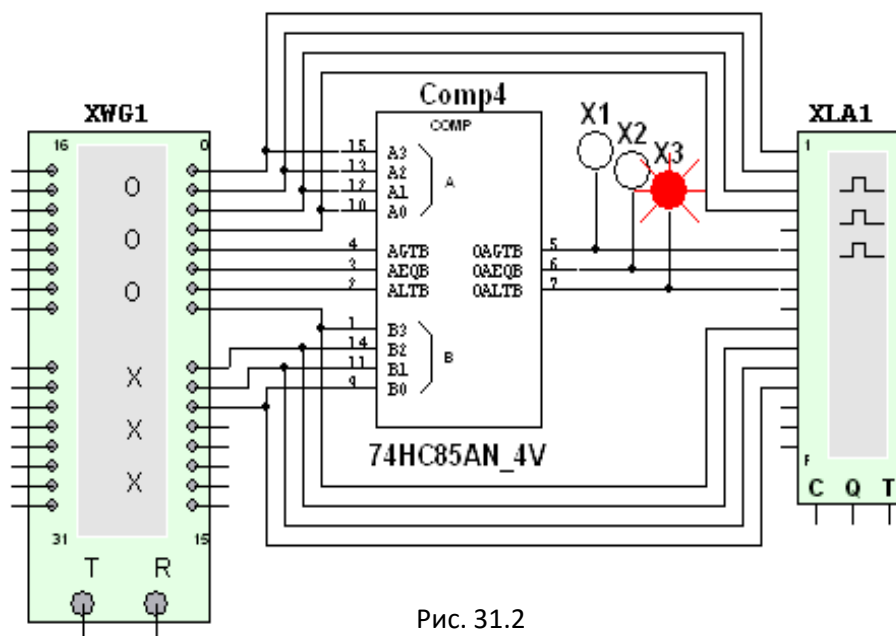 Comp4
XWG1
COMP
X1
X2
X3
XLA1
16
0
O
O
O
X
X
X
31
15
T
R
15
13
12
10
4
3
2
1
14
11
9
A3
A2
A1
A0
A
AGTB
AEQB
ALTB
B3
B2
B1
B0
B
OAGTB
OAEQB
OALTB
5
6
7
74HC85AN_4V
1
F
C Q T
Рис. 31.2